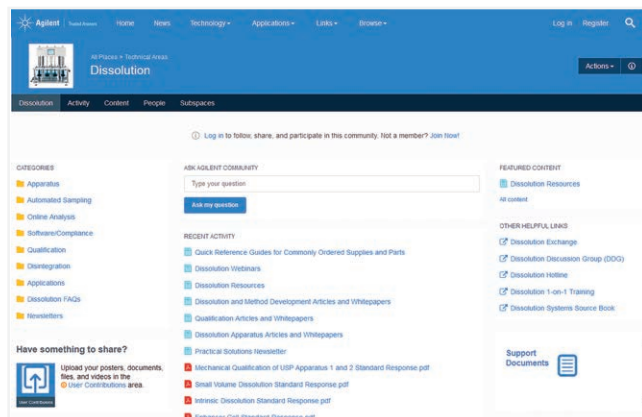 Agilent Trusted Answers Home News Technology Applications Links Browse Log in Register
All Places > Technical Areas
Dissolution
Actions
Dissolution Activity Content People Subspaces
Log in to follow, share, and participate in this community. Not a member? Join Now!
CATEGORIES
Apparatus
Automated Sampling
Online Analysis
Software/Compliance
Qualification
Disintegration
Applications
Dissolution FAQs
Newsletters
Have something to share?
Upload your posters, documents,
files, and videos in the
User Contributions area.
User Contributions
ASK AGILENT COMMUNITY
Type your question
Ask my question
RECENT ACTIVITY
Quick Reference Guides for Commonly Ordered Supplies and Parts
Dissolution Webinars
Dissolution Resources
Dissolution and Method Development Articles and Whitepapers
Qualification Articles and Whitepapers
Dissolution Apparatus Articles and Whitepapers
Practical Solutions Newsletter
Mechanical Qualification of USP Apparatus 1 and 2 Standard Response.pdf
Small Volume Dissolution Standard Response.pdf
Intrinsic Dissolution Standard Response.pdf
Enhancer Cell Standard Response.pdf
FEATURED CONTENT
Dissolution Resources
All content
OTHER HELPFUL LINKS
Dissolution Exchange
Dissolution Discussion Group (DDG)
Dissolution Hotline
Dissolution 1-on-1 Training
Dissolution Systems Source Book
Support
Documents